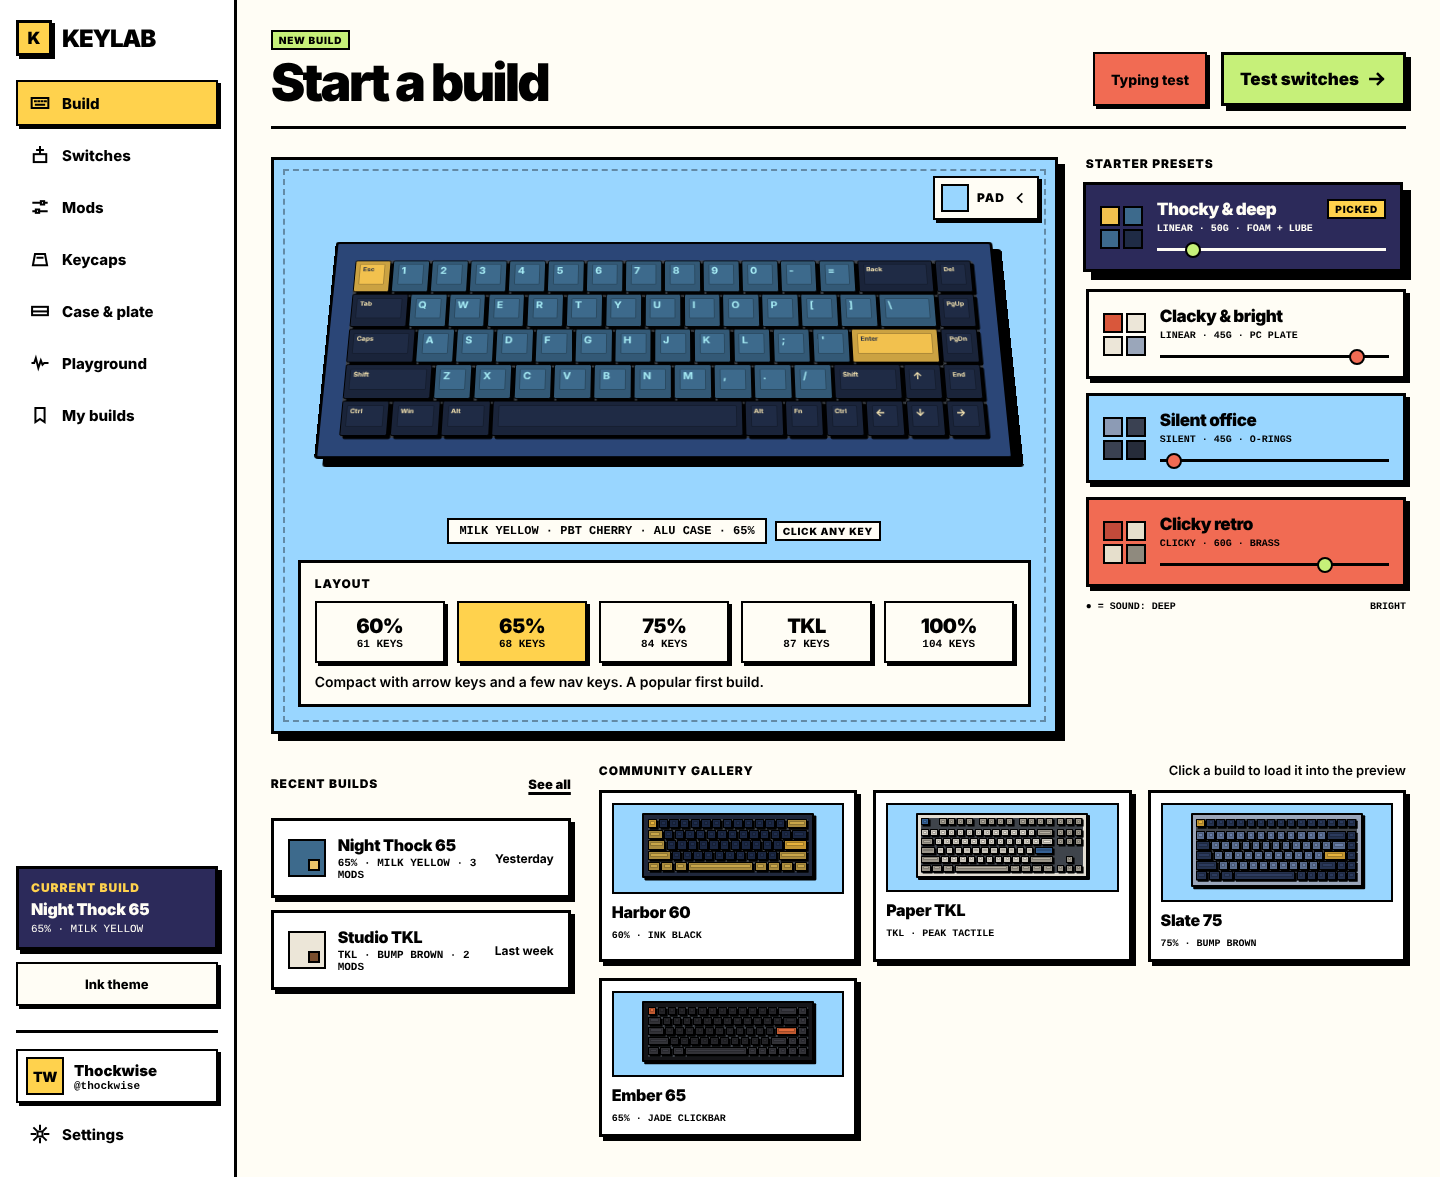 K KEYLAB
Build
Switches
Mods
Keycaps
Case & plate
Playground
My builds
CURRENT BUILD
Night Thock 65
65% · MILK YELLOW
Ink theme
TW
Thockwise
@thockwise
Settings
NEW BUILD
Start a build
Typing test
Test switches →
PAD
Esc 1 2 3 4 5 6 7 8 9 0 - = Back Del
Tab Q W E R T Y U I O P [ ] \ PgUp
Caps A S D F G H J K L ; ' Enter PgDn
Shift Z X C V B N M , . / Shift ↑ End
Ctrl Win Alt Alt Fn Ctrl ← ↓ →
MILK YELLOW · PBT CHERRY · ALU CASE · 65%
CLICK ANY KEY
LAYOUT
60%
61 KEYS
65%
68 KEYS
75%
84 KEYS
TKL
87 KEYS
100%
104 KEYS
Compact with arrow keys and a few nav keys. A popular first build.
STARTER PRESETS
Thocky & deep
PICKED
LINEAR · 50G · FOAM + LUBE
Clacky & bright
LINEAR · 45G · PC PLATE
Silent office
SILENT · 45G · O-RINGS
Clicky retro
CLICKY · 60G · BRASS
● = SOUND: DEEP
BRIGHT
RECENT BUILDS
See all
Night Thock 65
65% · MILK YELLOW · 3
MODS
Yesterday
Studio TKL
TKL · BUMP BROWN · 2
MODS
Last week
COMMUNITY GALLERY
Click a build to load it into the preview
Harbor 60
60% · INK BLACK
Paper TKL
TKL · PEAK TACTILE
Slate 75
75% · BUMP BROWN
Ember 65
65% · JADE CLICKBAR